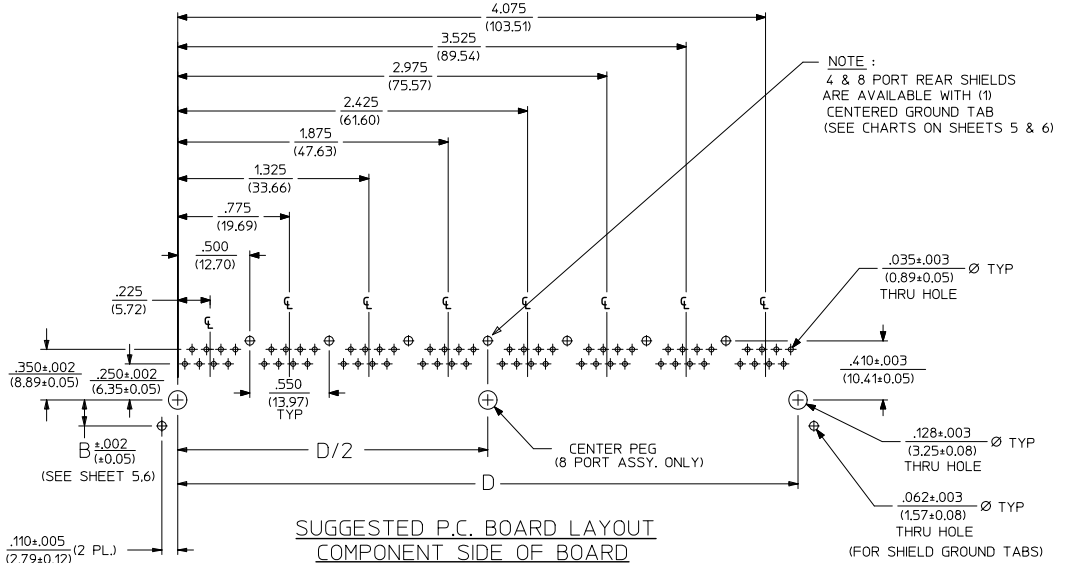 4.075
(103.51)
3.525
(89.54)
2.975
(75.57)
2.425
(61.60)
1.875
(47.63)
1.325
(33.66)
.775
(19.69)
.500
(12.70)
.225
(5.72)
NOTE :
4 & 8 PORT REAR SHIELDS
ARE AVAILABLE WITH (1)
CENTERED GROUND TAB
(SEE CHARTS ON SHEETS 5 & 6)
.035±.003
(0.89±0.05) Ø TYP
THRU HOLE
℄ ℄ ℄ ℄ ℄ ℄ ℄ ℄
.350±.002
(8.89±0.05)
.250±.002
(6.35±0.05)
.550
(13.97)
TYP
.410±.003
(10.41±0.05)
B ±.002
(±0.05)
(SEE SHEET 5,6)
D/2
CENTER PEG
(8 PORT ASSY. ONLY)
D
.128±.003
(3.25±0.08) Ø TYP
THRU HOLE
.062±.003
(1.57±0.08) Ø TYP
THRU HOLE
(FOR SHIELD GROUND TABS)
.110±.005
(2.79±0.12) (2 PL.)
SUGGESTED P.C. BOARD LAYOUT
COMPONENT SIDE OF BOARD